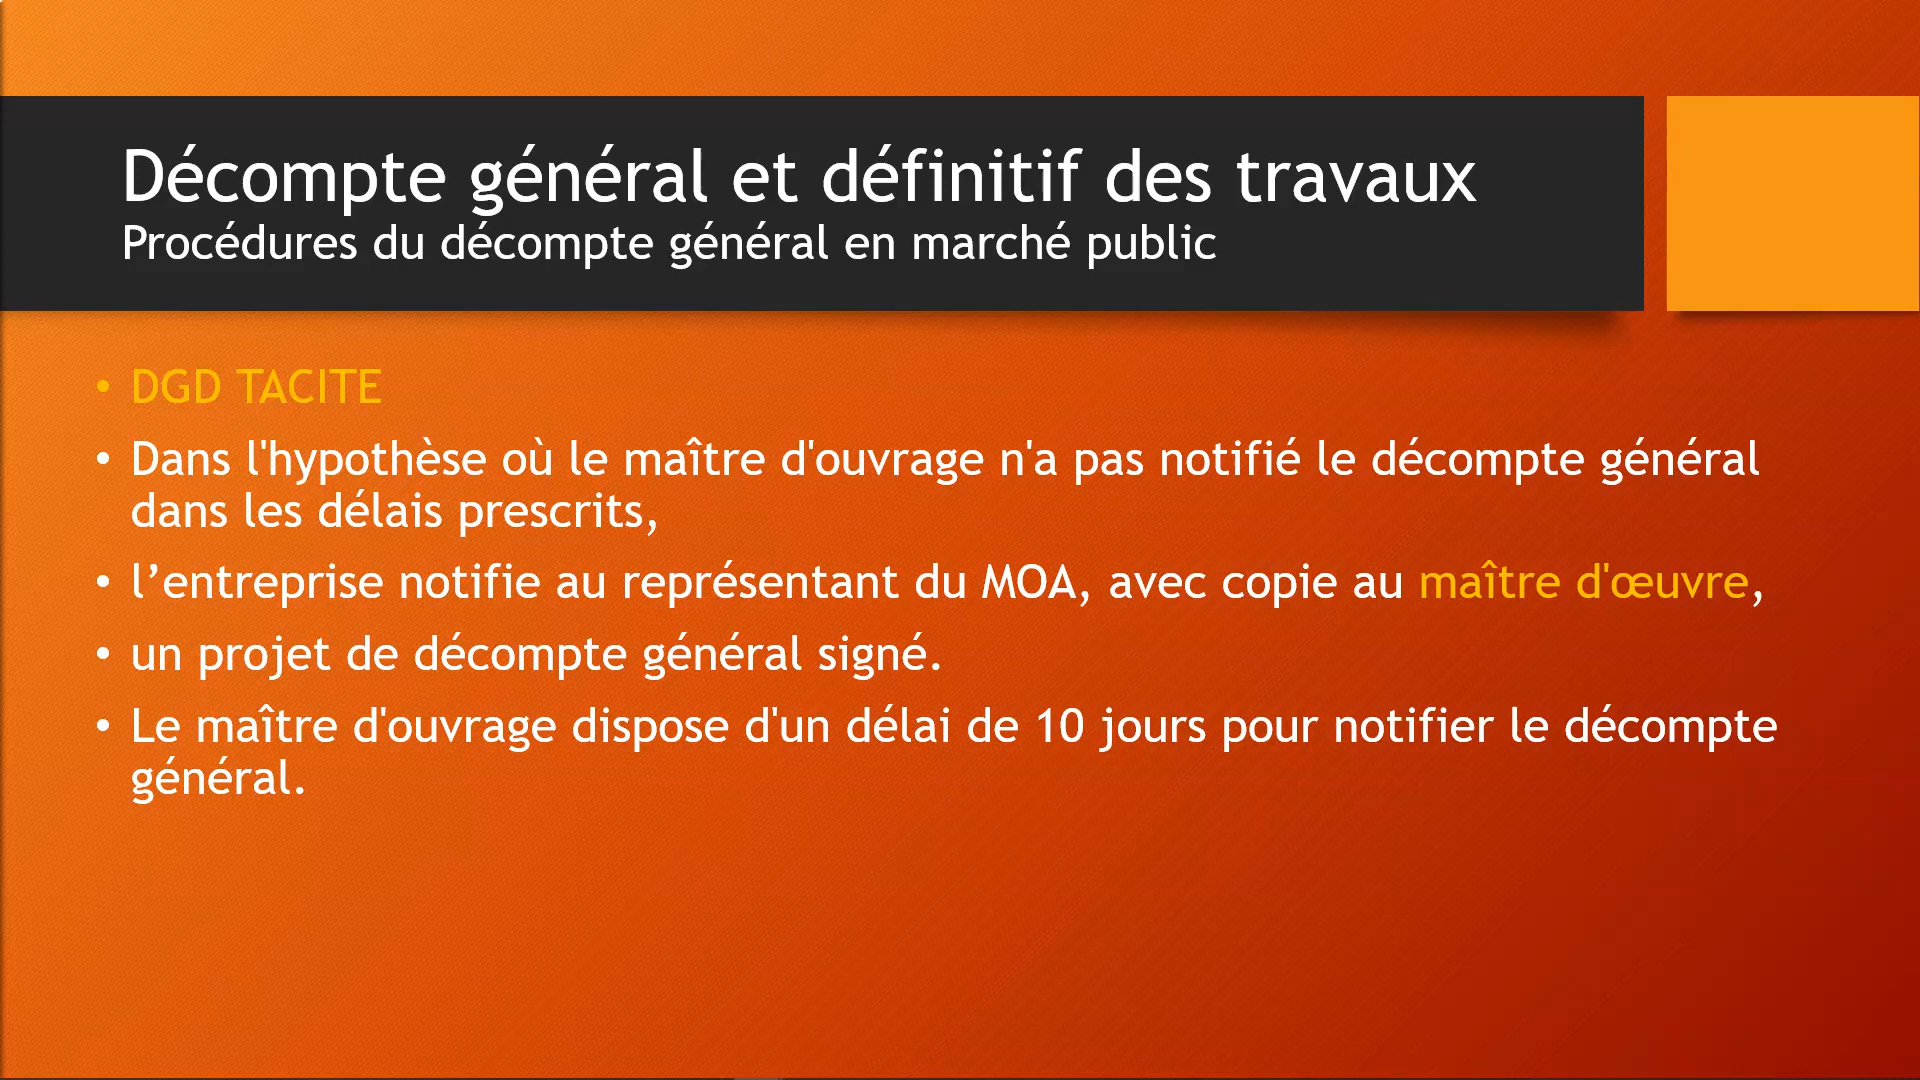 Décompte général et définitif des travaux
Procédures du décompte général en marché public
• DGD TACITE
• Dans l'hypothèse où le maître d'ouvrage n'a pas notifié le décompte général
dans les délais prescrits,
• l’entreprise notifie au représentant du MOA, avec copie au maître d'œuvre,
• un projet de décompte général signé.
• Le maître d'ouvrage dispose d'un délai de 10 jours pour notifier le décompte
général.